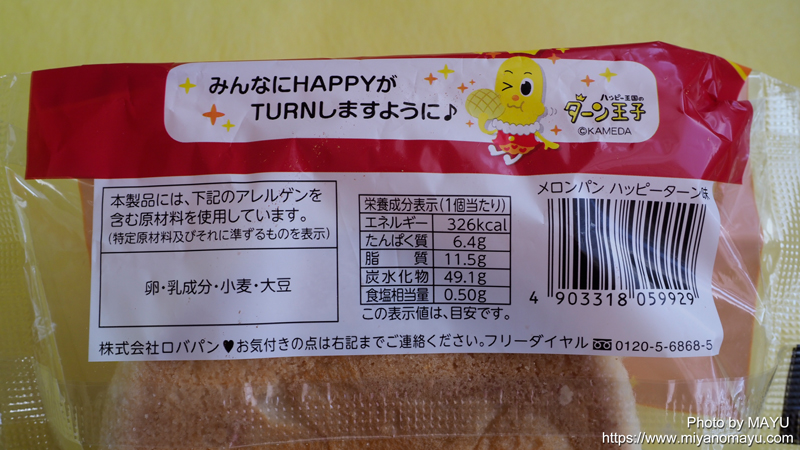 みんなにHAPPYが
TURNしますように♪
ハッピー王国の
ターン王子
©KAMEDA
本製品には、下記のアレルゲンを
含む原材料を使用しています。
(特定原材料及びそれに準ずるものを表示)
卵・乳成分・小麦・大豆
栄養成分表示(1個当たり)
エネルギー 326kcal
たんぱく質 6.4g
脂質 11.5g
炭水化物 49.1g
食塩相当量 0.50g
この表示値は、目安です。
メロンパン ハッピーターン味
4 903318 059929
株式会社ロバパン♥お気付きの点は右記までご連絡ください。フリーダイヤル 0120-5-6868-5
Photo by MAYU
https://www.miyanomayu.com/